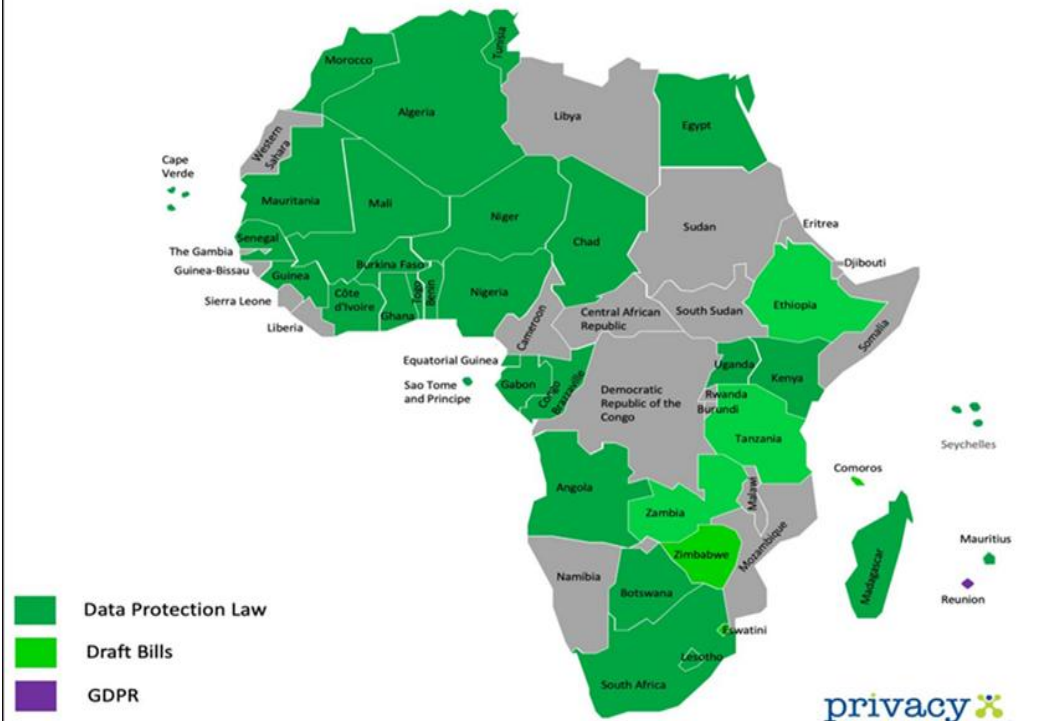 Tunisia
Morocco
Algeria
Libya
Egypt
Western
Sahara
Cape
Verde
Mauritania
Mali
Niger
Chad
Sudan
Eritrea
Senegal
The Gambia
Guinea-Bissau
Guinea
Burkina Faso
Djibouti
Sierra Leone
Côte
d'Ivoire
Ghana
Togo
Benin
Nigeria
Liberia
Cameroon
Central African
Republic
South Sudan
Ethiopia
Somalia
Equatorial Guinea
Sao Tome
and Principe
Gabon
Congo
Brazzaville
Democratic
Republic of the
Congo
Uganda
Kenya
Rwanda
Burundi
Tanzania
Seychelles
Comoros
Angola
Zambia
Malawi
Mozambique
Zimbabwe
Madagascar
Mauritius
Reunion
Namibia
Botswana
Eswatini
Lesotho
South Africa
Data Protection Law
Draft Bills
GDPR
privacy